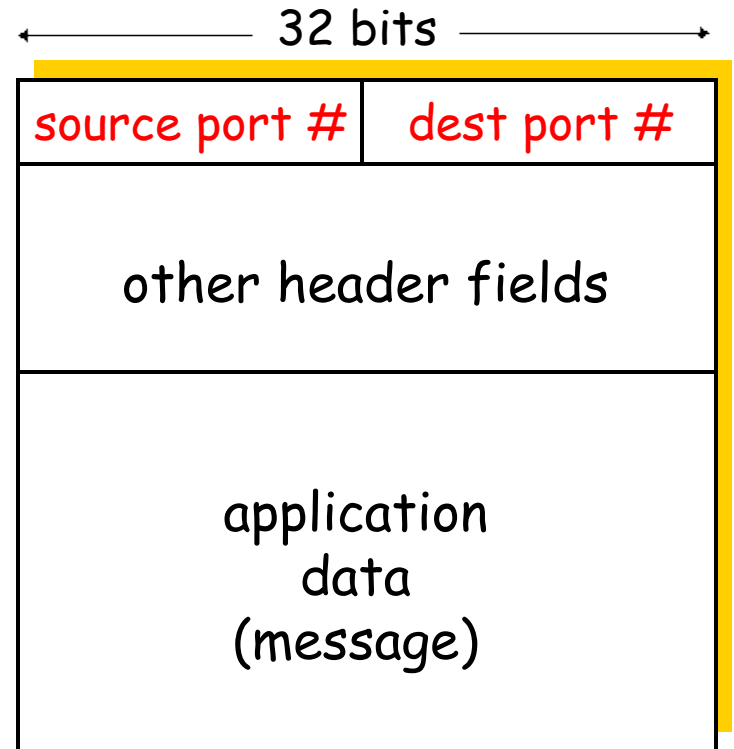 32 bits
source port # dest port #
other header fields
application
data
(message)